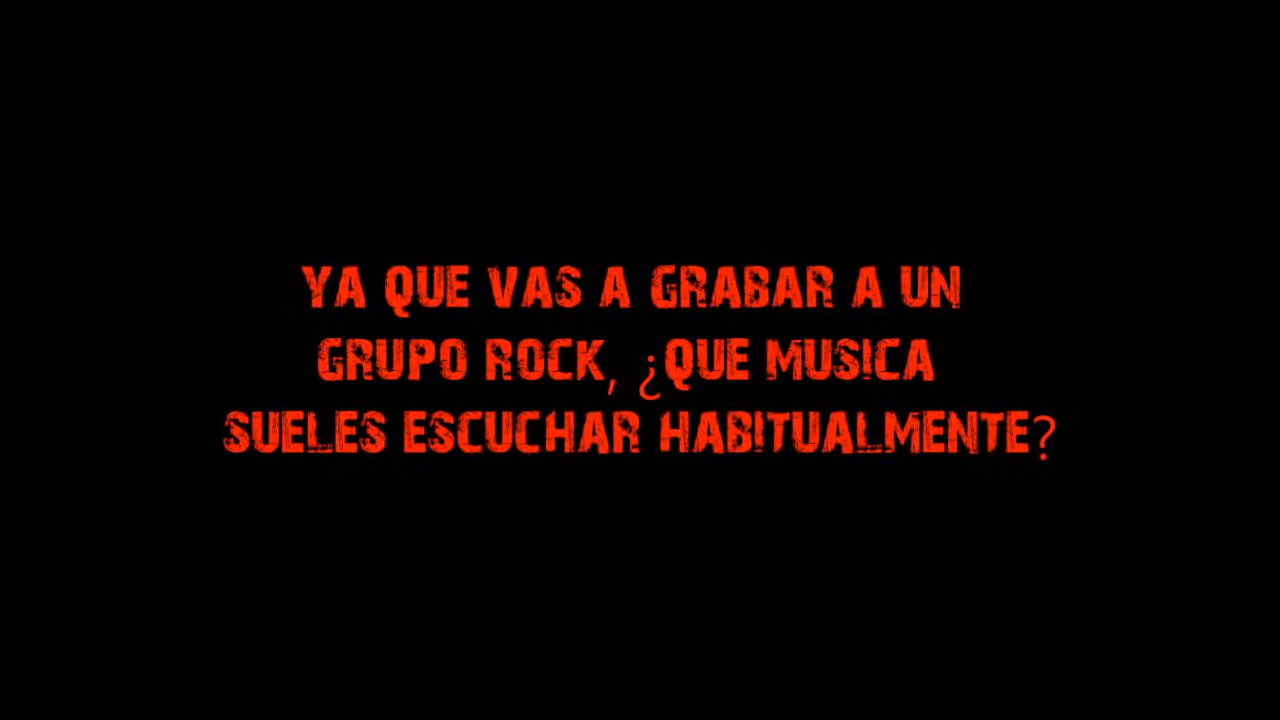 YA QUE VAS A GRABAR A UN
GRUPO ROCK, ¿QUE MUSICA
SUELES ESCUCHAR HABITUALMENTE?